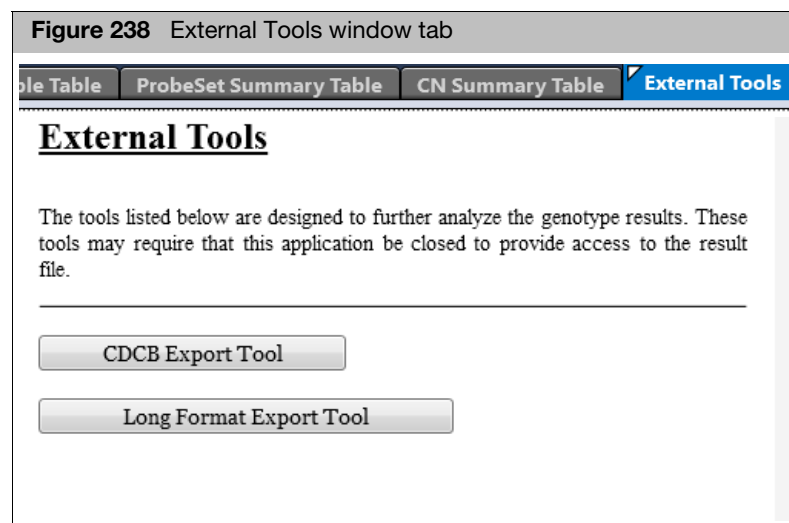 Figure 238 External Tools window tab
ple Table ProbeSet Summary Table CN Summary Table External Tools
External Tools
The tools listed below are designed to further analyze the genotype results. These
tools may require that this application be closed to provide access to the result
file.
CDCB Export Tool
Long Format Export Tool